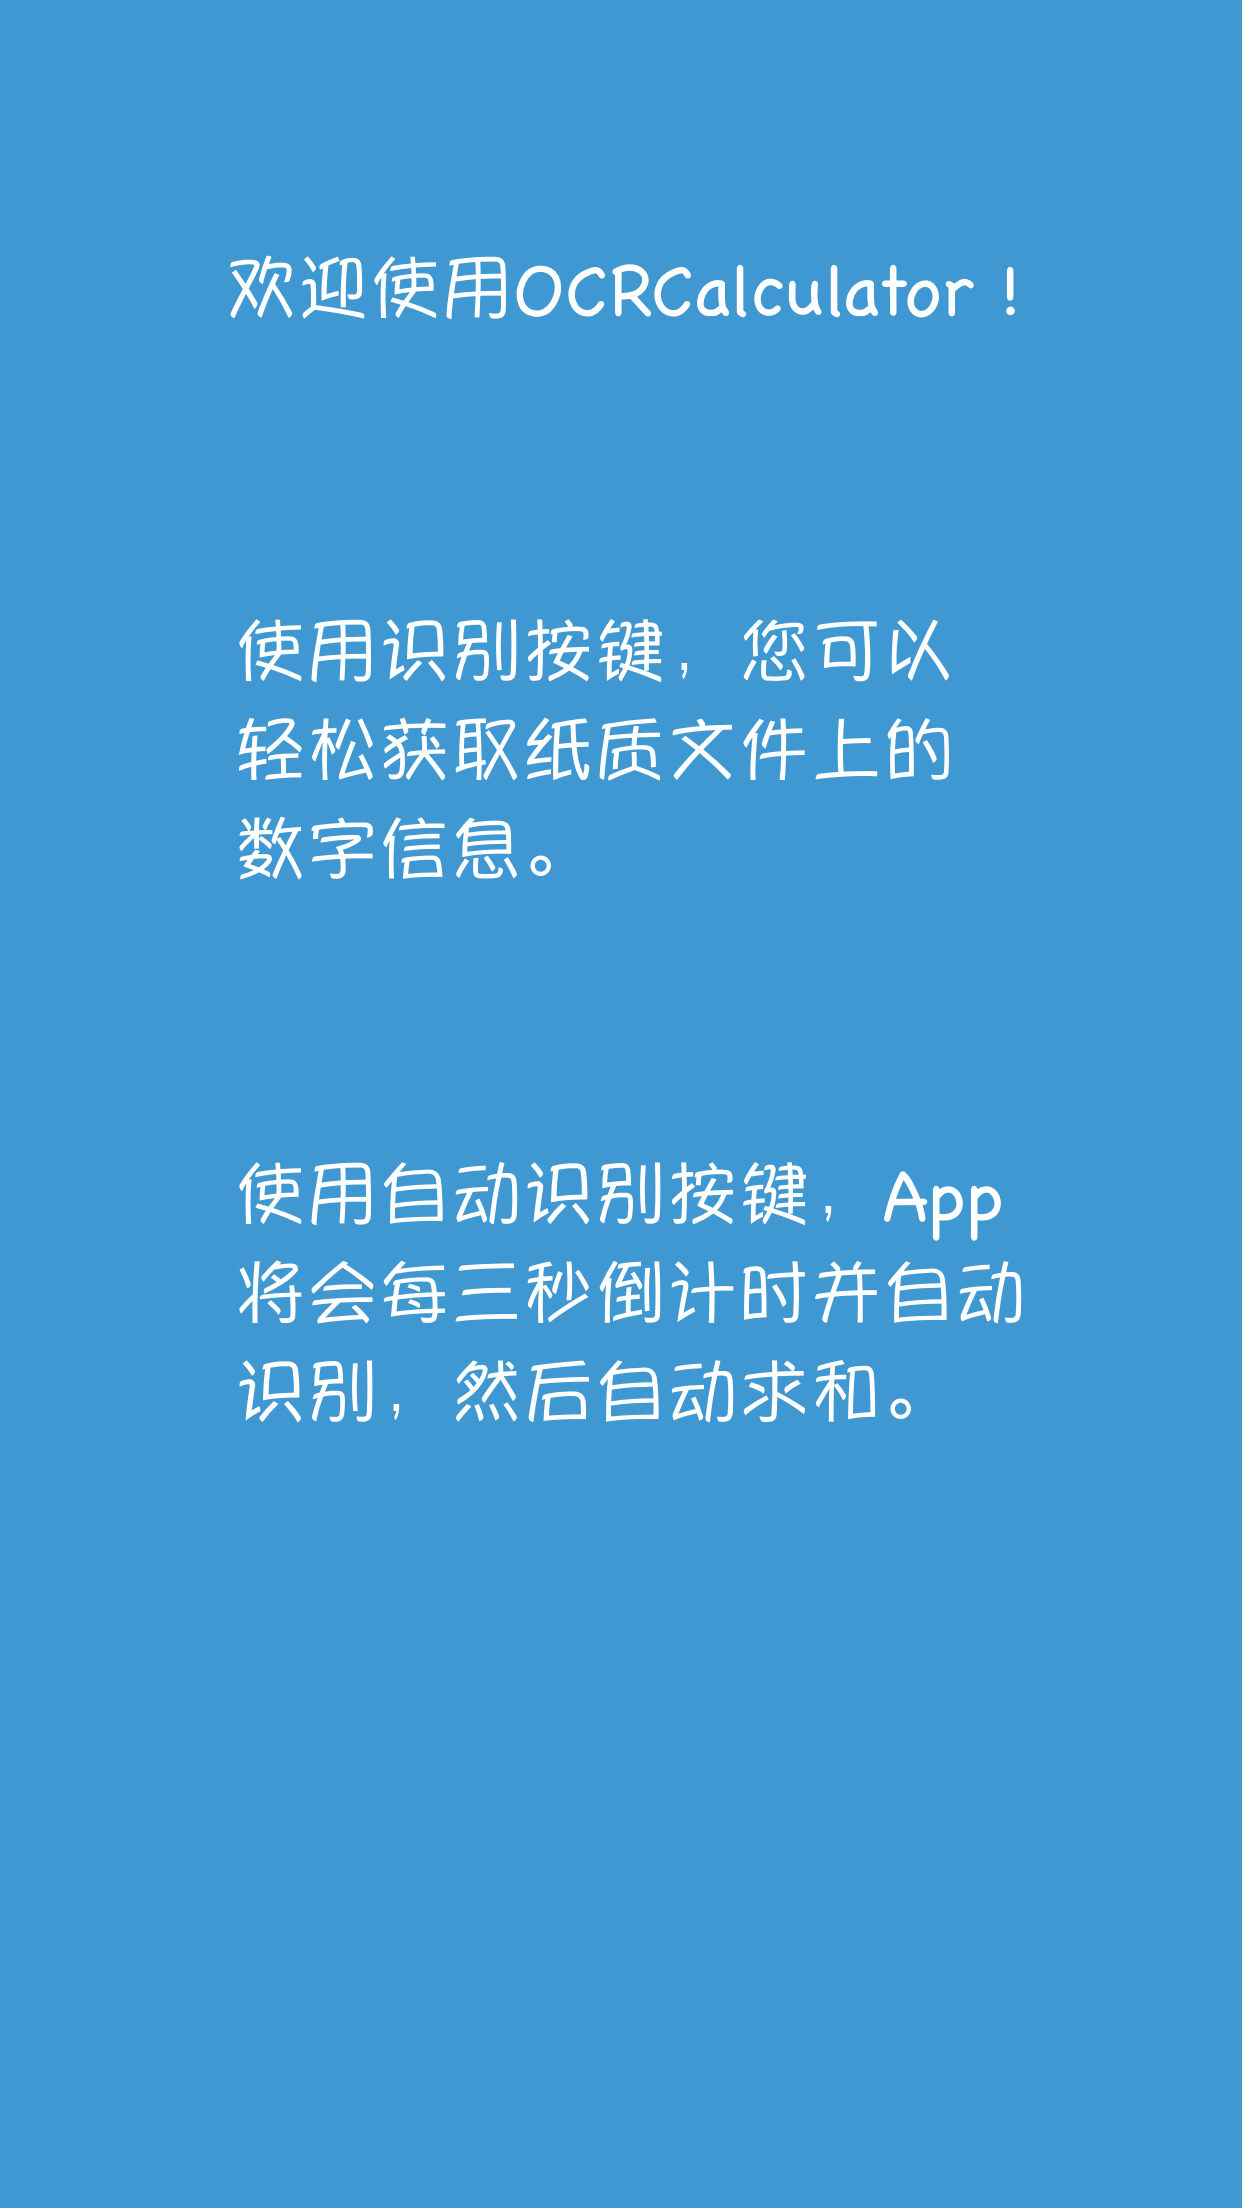 欢迎使用OCRCalculator！
使用识别按键，您可以
轻松获取纸质文件上的
数字信息。
使用自动识别按键，App
将会每三秒倒计时并自动
识别，然后自动求和。